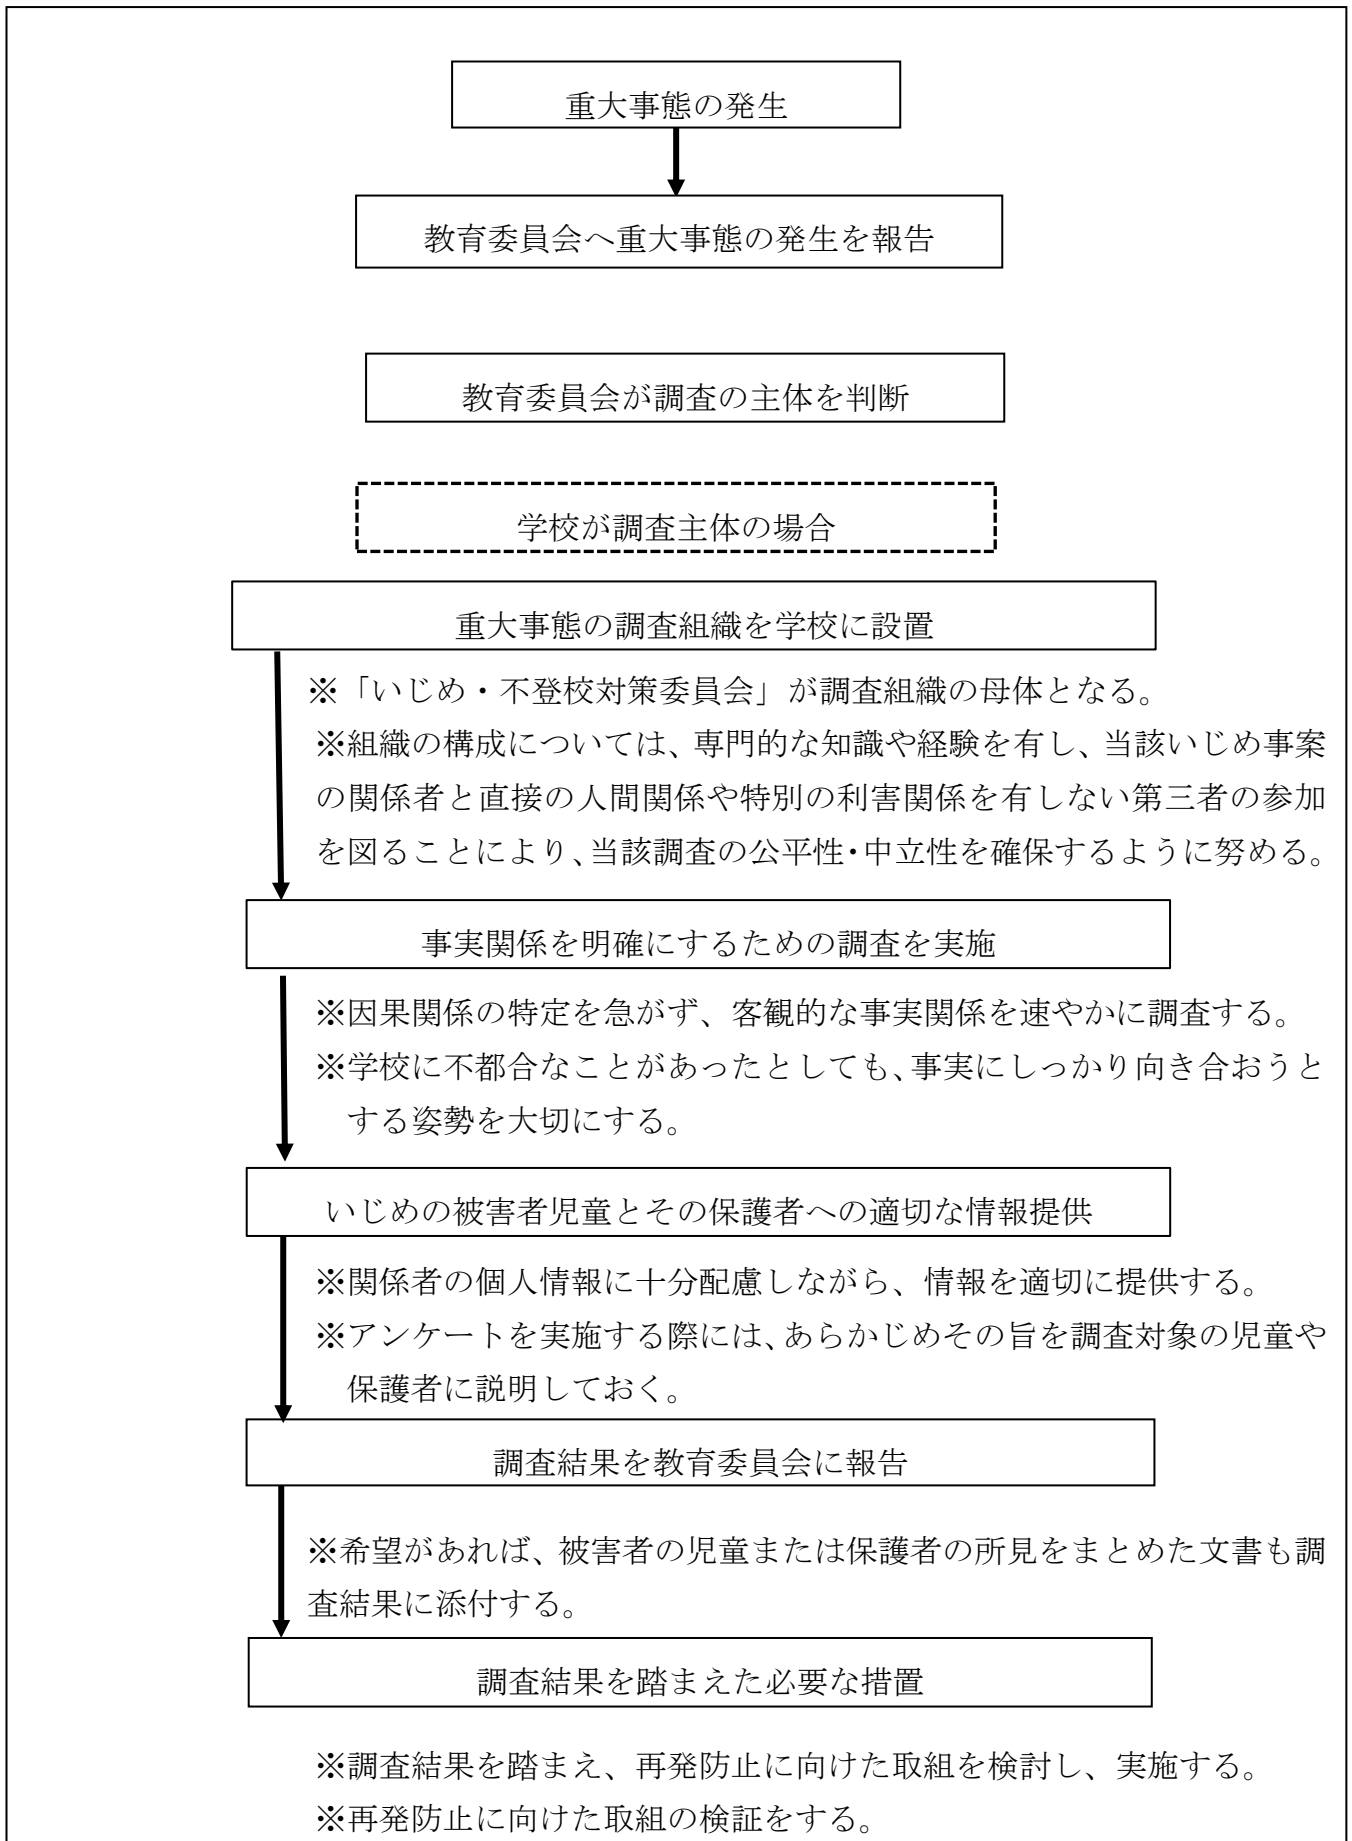 重大事態の発生
教育委員会へ重大事態の発生を報告
教育委員会が調査の主体を判断
学校が調査主体の場合
重大事態の調査組織を学校に設置
※「いじめ・不登校対策委員会」が調査組織の母体となる。
※組織の構成については、専門的な知識や経験を有し、当該いじめ事案
の関係者と直接の人間関係や特別の利害関係を有しない第三者の参加
を図ることにより、当該調査の公平性・中立性を確保するように努める。
事実関係を明確にするための調査を実施
※因果関係の特定を急がず、客観的な事実関係を速やかに調査する。
※学校に不都合なことがあったとしても、事実にしっかり向き合おうと
する姿勢を大切にする。
いじめの被害者児童とその保護者への適切な情報提供
※関係者の個人情報に十分配慮しながら、情報を適切に提供する。
※アンケートを実施する際には、あらかじめその旨を調査対象の児童や
保護者に説明しておく。
調査結果を教育委員会に報告
※希望があれば、被害者の児童または保護者の所見をまとめた文書も調
査結果に添付する。
調査結果を踏まえた必要な措置
※調査結果を踏まえ、再発防止に向けた取組を検討し、実施する。
※再発防止に向けた取組の検証をする。